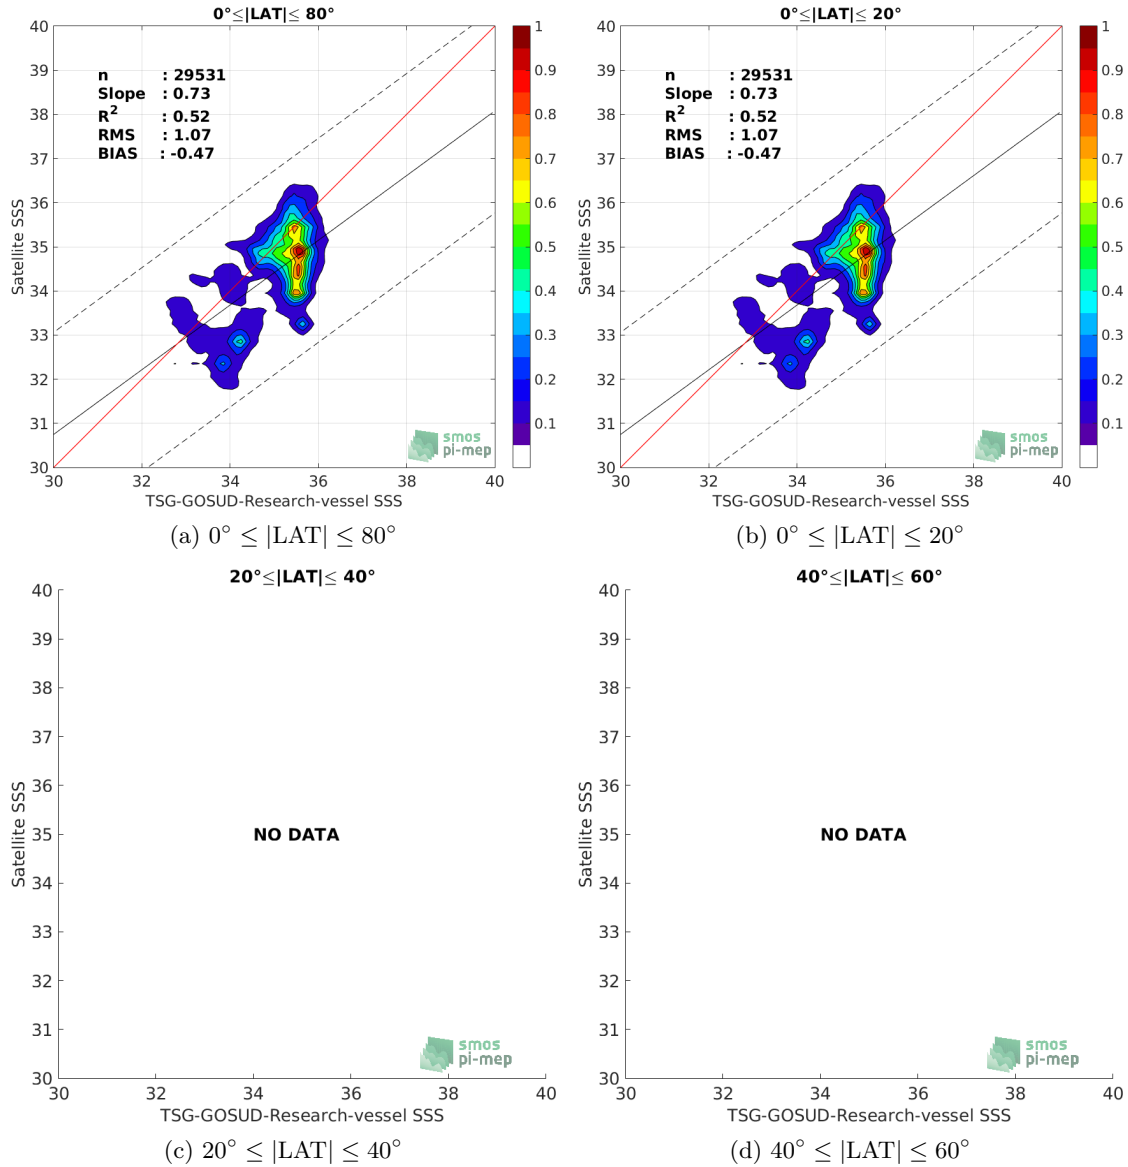 0°≤|LAT|≤ 80°
40
39
38
37
36
35
34
33
32
31
30
Satellite SSS
n : 29531
Slope : 0.73
R² : 0.52
RMS : 1.07
BIAS : -0.47
smos
pi-mep
30 32 34 36 38 40
TSG-GOSUD-Research-vessel SSS
1
0.9
0.8
0.7
0.6
0.5
0.4
0.3
0.2
0.1
(a) 0° ≤ |LAT| ≤ 80°
0°≤|LAT|≤ 20°
40
39
38
37
36
35
34
33
32
31
30
Satellite SSS
n : 29531
Slope : 0.73
R² : 0.52
RMS : 1.07
BIAS : -0.47
smos
pi-mep
30 32 34 36 38 40
TSG-GOSUD-Research-vessel SSS
1
0.9
0.8
0.7
0.6
0.5
0.4
0.3
0.2
0.1
(b) 0° ≤ |LAT| ≤ 20°
20°≤|LAT|≤ 40°
40
39
38
37
36
35
34
33
32
31
30
Satellite SSS
NO DATA
smos
pi-mep
30 32 34 36 38 40
TSG-GOSUD-Research-vessel SSS
(c) 20° ≤ |LAT| ≤ 40°
40°≤|LAT|≤ 60°
40
39
38
37
36
35
34
33
32
31
30
Satellite SSS
NO DATA
smos
pi-mep
30 32 34 36 38 40
TSG-GOSUD-Research-vessel SSS
(d) 40° ≤ |LAT| ≤ 60°